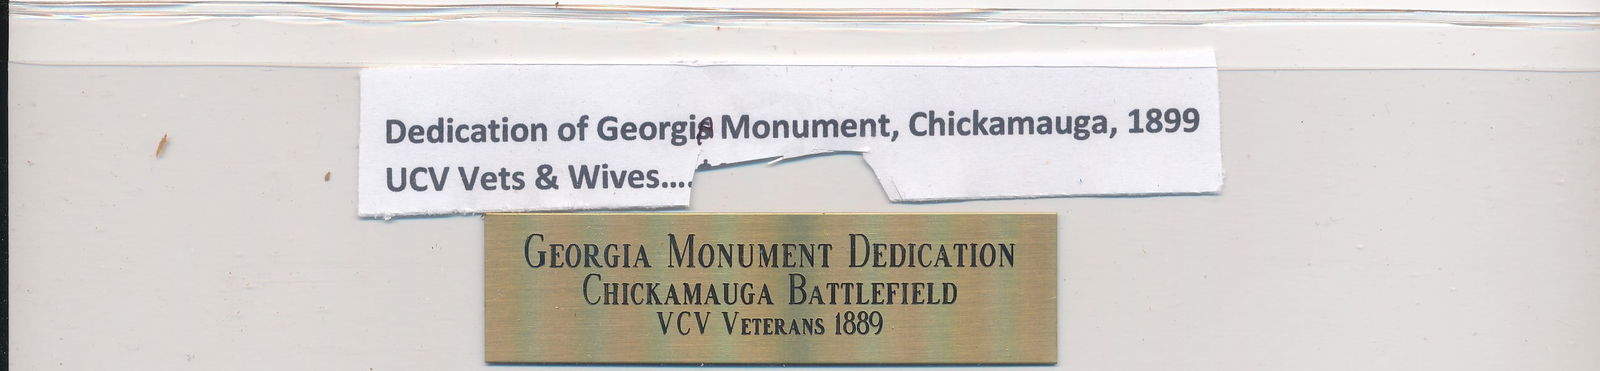 Dedication of Georgia Monument, Chickamauga, 1899
UCV Vets & Wives....
GEORGIA MONUMENT DEDICATION
CHICKAMAUGA BATTLEFIELD
VCV VETERANS 1889